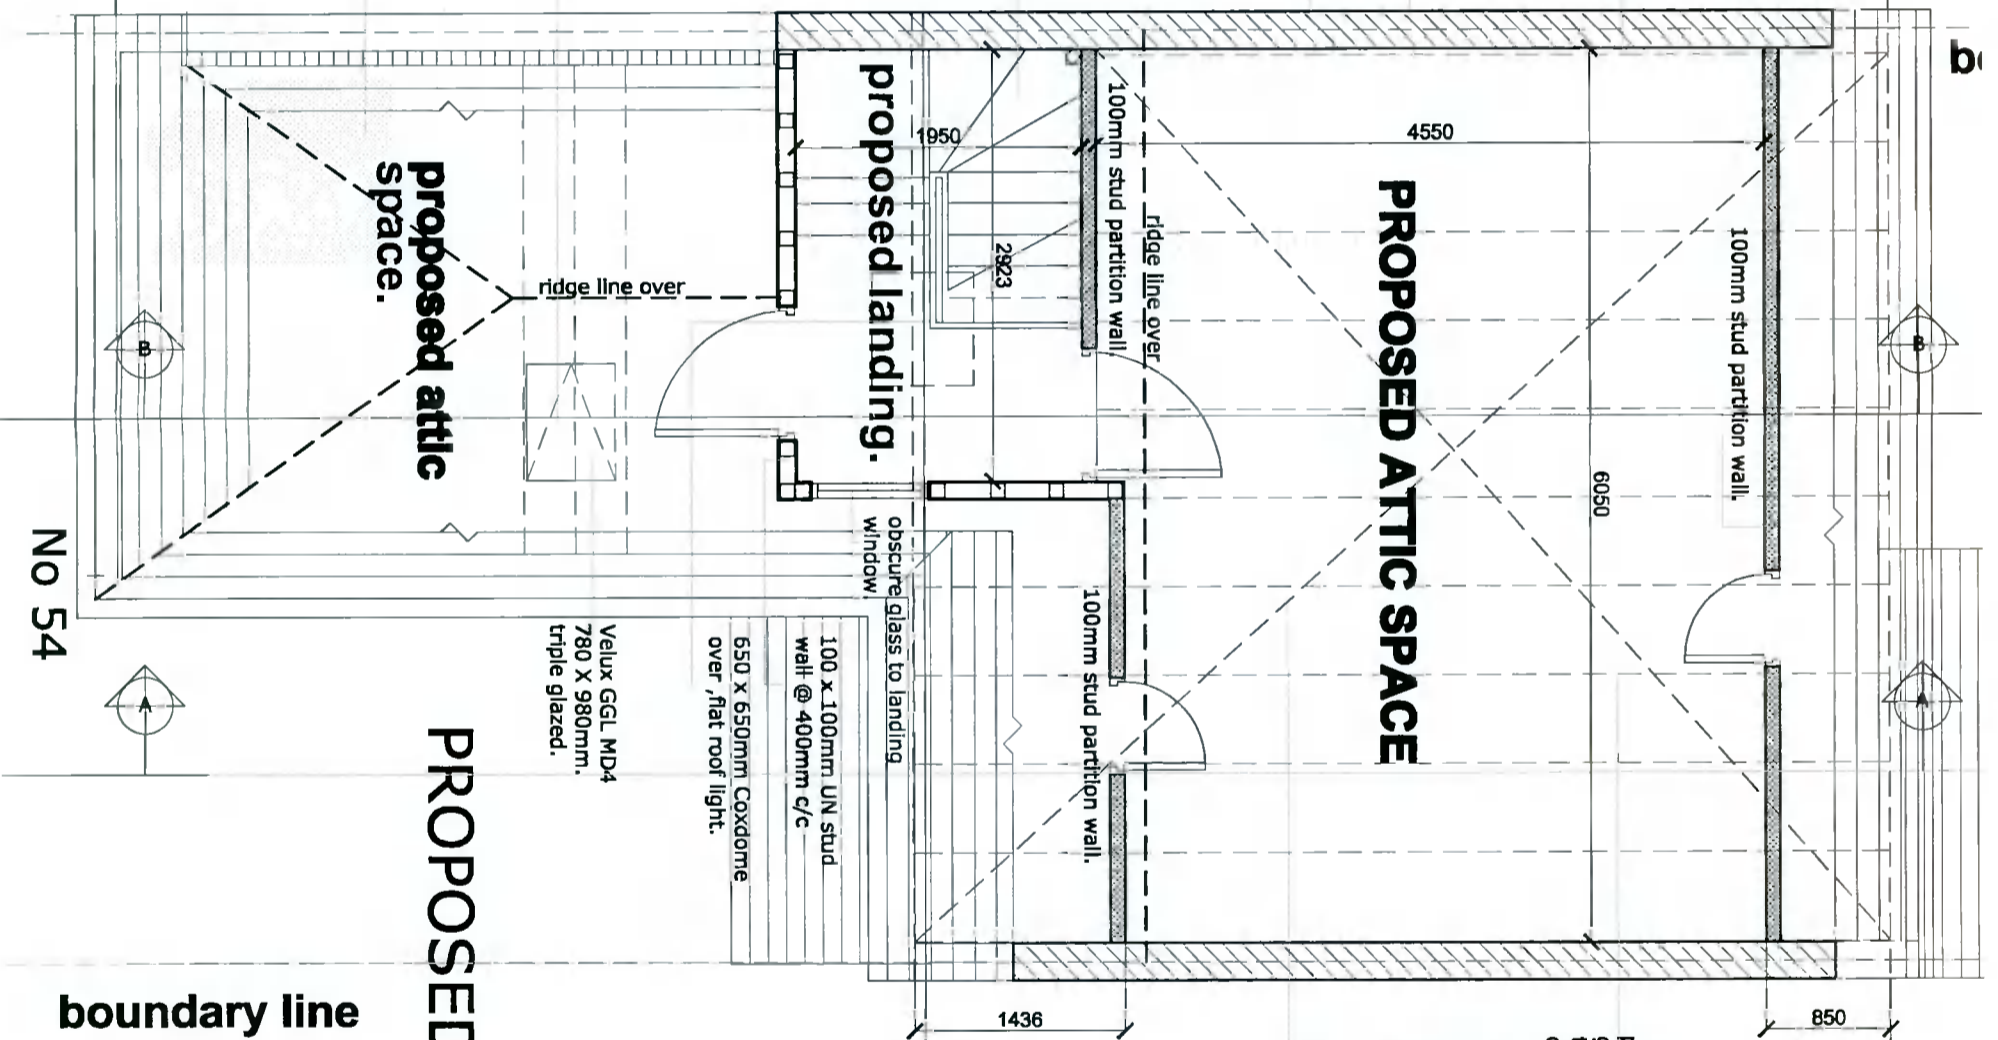 proposed attic
space.
ridge line over
proposed landing.
1950
2923
100mm stud partition wall
ridge line over
4550
PROPOSED ATTIC SPACE
6050
100mm stud partition wall.
B
B
A
A
No 54
obscure glass to landing
window
100 x 100mm UN stud
wall @ 400mm c/c
650 x 650mm Coxdome
over ,flat roof light.
Velux GGL MD4
780 X 980mm.
triple glazed.
100mm stud partition wall.
PROPOSED
boundary line
1436
850